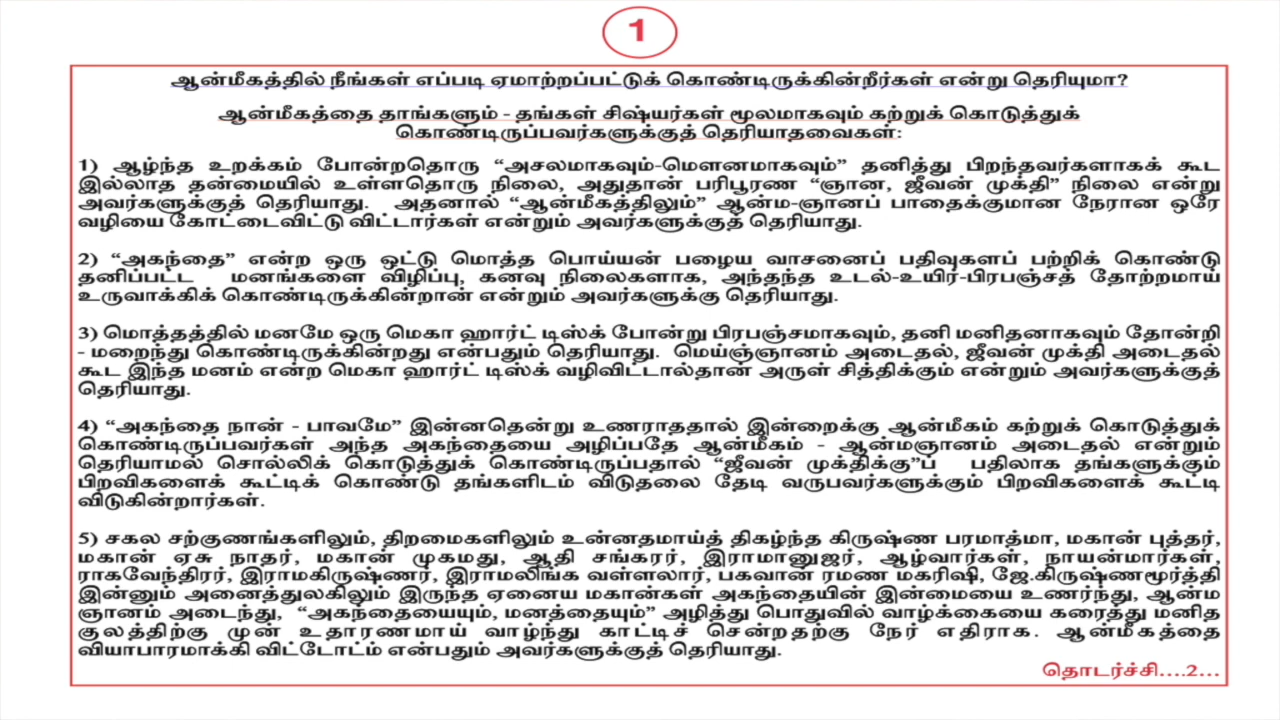 1
ஆன்மீகத்தில் நீங்கள் எப்படி ஏமாற்றப்பட்டுக் கொண்டிருக்கின்றீர்கள் என்று தெரியுமா?
ஆன்மீகத்தை தாங்களும் - தங்கள் சிஷ்யர்கள் மூலமாகவும் கற்றுக் கொடுத்துக்
கொண்டிருப்பவர்களுக்குத் தெரியாதவைகள்:
1) ஆழ்ந்த உறக்கம் போன்றதொரு “அசலமாகவும்-மௌனமாகவும்” தனித்து பிறந்தவர்களாகக் கூட
இல்லாத தன்மையில் உள்ளதொரு நிலை, அதுதான் பரிபூரண “ஞான, ஜீவன் முக்தி” நிலை என்று
அவர்களுக்குத் தெரியாது. அதனால் “ஆன்மீகத்திலும்” ஆன்ம-ஞானப் பாதைக்குமான நேரான ஒரே
வழியை கோட்டைவிட்டு விட்டார்கள் என்றும் அவர்களுக்குத் தெரியாது.
2) “அகந்தை” என்ற ஒரு ஒட்டு மொத்த பொய்யன் பழைய வாசனைப் பதிவுகளப் பற்றிக் கொண்டு
தனிப்பட்ட மனங்களை விழிப்பு, கனவு நிலைகளாக, அந்தந்த உடல்-உயிர்-பிரபஞ்சத் தோற்றமாய்
உருவாக்கிக் கொண்டிருக்கின்றான் என்றும் அவர்களுக்கு தெரியாது.
3) மொத்தத்தில் மனமே ஒரு மெகா ஹார்ட் டிஸ்க் போன்று பிரபஞ்சமாகவும், தனி மனிதனாகவும் தோன்றி
- மறைந்து கொண்டிருக்கின்றது என்பதும் தெரியாது. மெய்ஞ்ஞானம் அடைதல், ஜீவன் முக்தி அடைதல்
கூட இந்த மனம் என்ற மெகா ஹார்ட் டிஸ்க் வழிவிட்டால்தான் அருள் சித்திக்கும் என்றும் அவர்களுக்குத்
தெரியாது.
4) “அகந்தை நான் - பாவமே” இன்னதென்று உணராததால் இன்றைக்கு ஆன்மீகம் கற்றுக் கொடுத்துக்
கொண்டிருப்பவர்கள் அந்த அகந்தையை அழிப்பதே ஆன்மீகம் - ஆன்மஞானம் அடைதல் என்றும்
தெரியாமல் சொல்லிக் கொடுத்துக் கொண்டிருப்பதால் “ஜீவன் முக்திக்கு”ப் பதிலாக தங்களுக்கும்
பிறவிகளைக் கூட்டிக் கொண்டு தங்களிடம் விடுதலை தேடி வருபவர்களுக்கும் பிறவிகளைக் கூட்டி
விடுகின்றார்கள்.
5) சகல சற்குணங்களிலும், திறமைகளிலும் உன்னதமாய்த் திகழ்ந்த கிருஷ்ண பரமாத்மா, மகான் புத்தர்,
மகான் ஏசு நாதர், மகான் முகமது, ஆதி சங்கரர், இராமானுஜர், ஆழ்வார்கள், நாயன்மார்கள்,
ராகவேந்திரர், இராமகிருஷ்ணர், இராமலிங்க வள்ளலார், பகவான் ரமண மகரிஷி, ஜே.கிருஷ்ணமூர்த்தி
இன்னும் அனைத்துலகிலும் இருந்த ஏனைய மகான்கள் அகந்தையின் இன்மையை உணர்ந்து, ஆன்ம
ஞானம் அடைந்து, “அகந்தையையும், மனத்தையும்” அழித்து பொதுவில் வாழ்க்கையை கரைத்து மனித
குலத்திற்கு முன் உதாரணமாய் வாழ்ந்து காட்டிச் சென்றதற்கு நேர் எதிராக. ஆன்மீகத்தை
வியாபாரமாக்கி விட்டோட்ம் என்பதும் அவர்களுக்குத் தெரியாது.
தொடர்ச்சி....2...